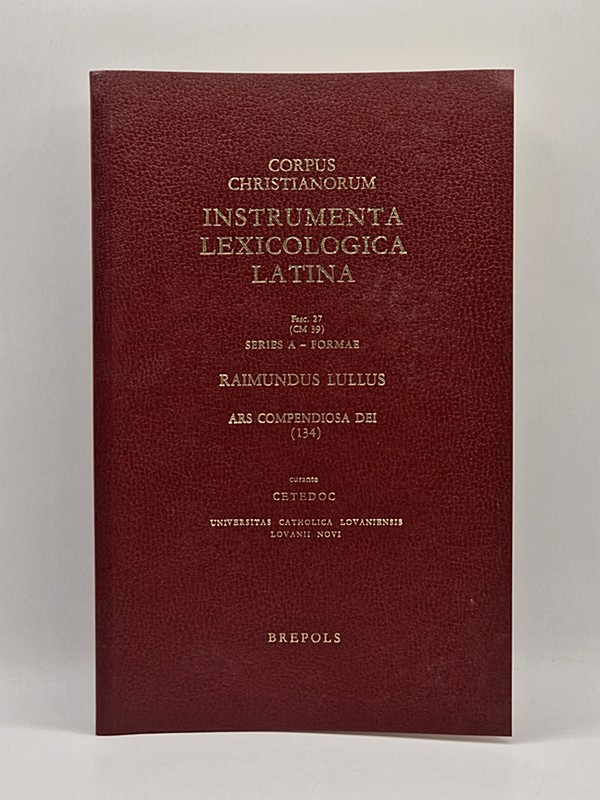 CORPUS
CHRISTIANORUM
INSTRUMENTA
LEXICOLOGICA
LATINA
Fasc. 27
(CM 39)
SERIES A – FORMAE
RAIMUNDUS LULLUS
ARS COMPENDIOSA DEI
(134)
curante
CETEDOC
UNIVERSITAS CATHOLICA LOVANIENSIS
LOVANII NOVI
BREPOLS